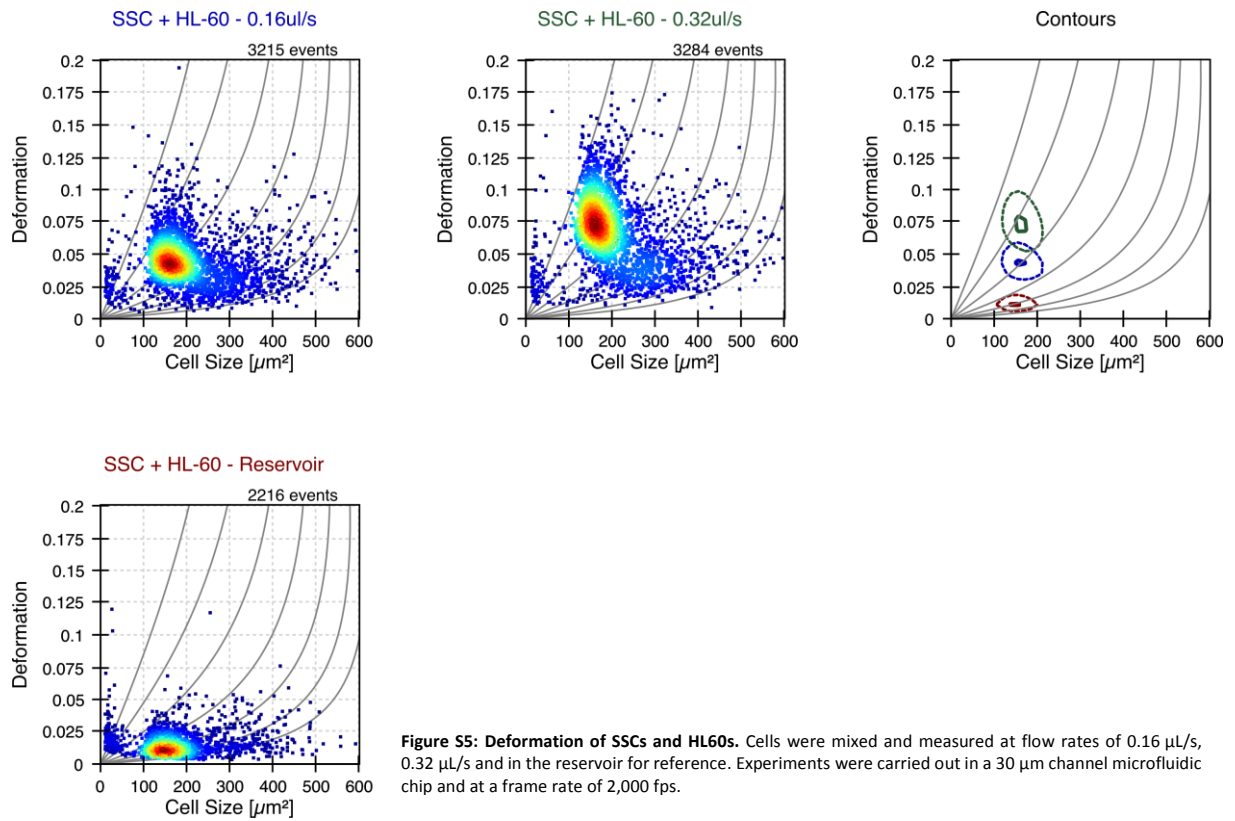 SSC + HL-60 - 0.16ul/s
3215 events
0.2
0.175
0.15
0.125
0.1
0.075
0.05
0.025
0
Deformation
0 100 200 300 400 500 600
Cell Size [µm²]
SSC + HL-60 - 0.32ul/s
3284 events
0.2
0.175
0.15
0.125
0.1
0.075
0.05
0.025
0
Deformation
0 100 200 300 400 500 600
Cell Size [µm²]
Contours
0.2
0.175
0.15
0.125
0.1
0.075
0.05
0.025
0
Deformation
0 100 200 300 400 500 600
Cell Size [µm²]
SSC + HL-60 - Reservoir
2216 events
0.2
0.175
0.15
0.125
0.1
0.075
0.05
0.025
0
Deformation
0 100 200 300 400 500 600
Cell Size [µm²]
Figure S5: Deformation of SSCs and HL60s. Cells were mixed and measured at flow rates of 0.16 µL/s,
0.32 µL/s and in the reservoir for reference. Experiments were carried out in a 30 µm channel microfluidic
chip and at a frame rate of 2,000 fps.